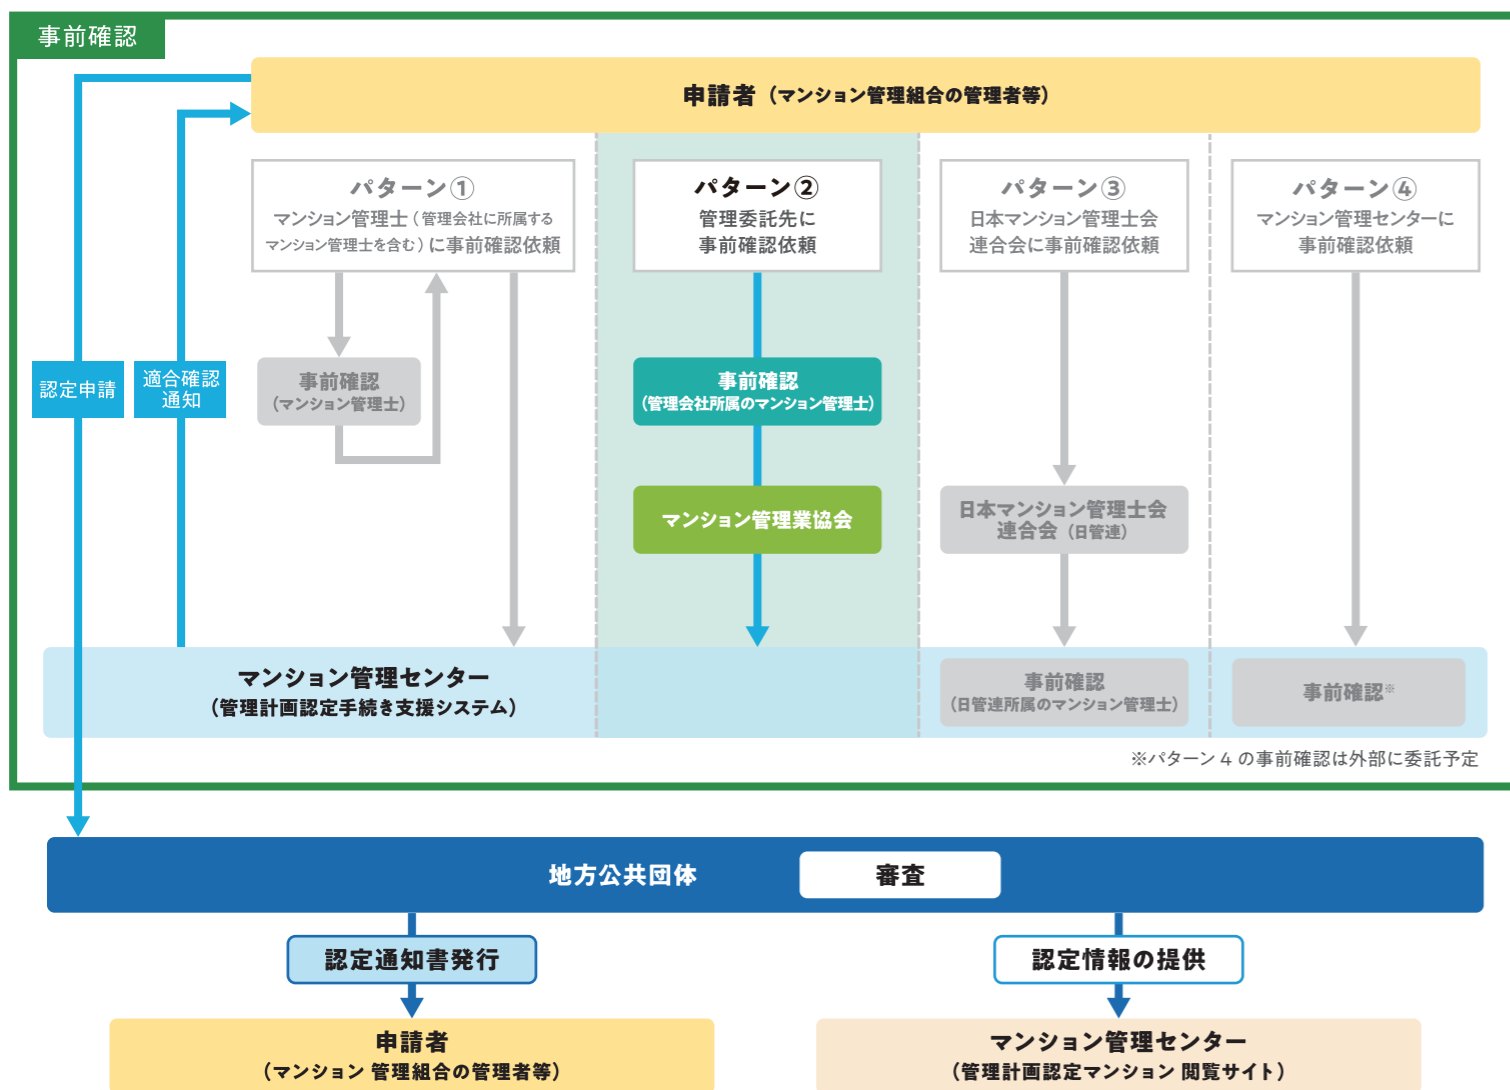 事前確認
申請者（マンション管理組合の管理者等）
パターン①
マンション管理士（管理会社に所属する
マンション管理士を含む）に事前確認依頼
パターン②
管理委託先に
事前確認依頼
パターン③
日本マンション管理士会
連合会に事前確認依頼
パターン④
マンション管理センターに
事前確認依頼
認定申請
適合確認
通知
事前確認
（マンション管理士）
事前確認
（管理会社所属のマンション管理士）
マンション管理業協会
日本マンション管理士会
連合会（日管連）
マンション管理センター
（管理計画認定手続き支援システム）
事前確認
（日管連所属のマンション管理士）
事前確認※
※パターン 4 の事前確認は外部に委託予定
地方公共団体
審査
認定通知書発行
認定情報の提供
申請者
（マンション 管理組合の管理者等）
マンション管理センター
（管理計画認定マンション 閲覧サイト）